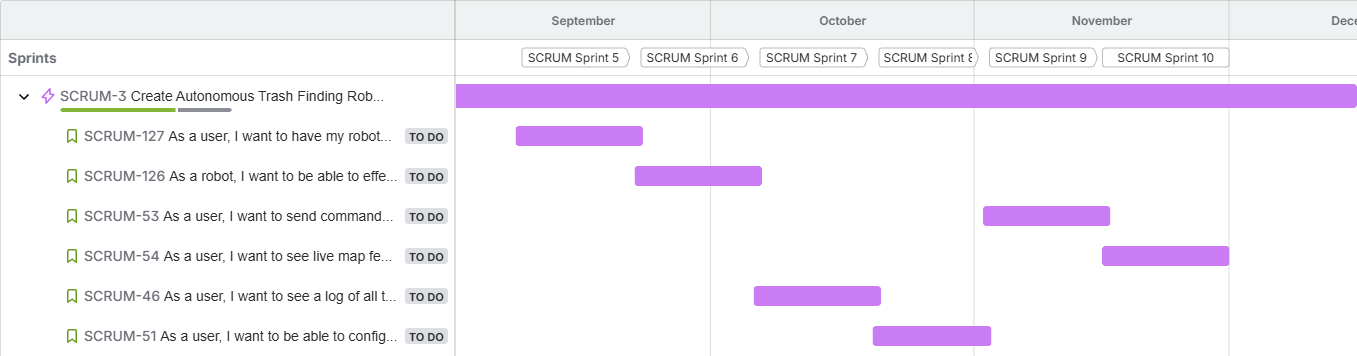 September October November Dece
Sprints SCRUM Sprint 5 SCRUM Sprint 6 SCRUM Sprint 7 SCRUM Sprint 8 SCRUM Sprint 9 SCRUM Sprint 10
SCRUM-3 Create Autonomous Trash Finding Rob...
SCRUM-127 As a user, I want to have my robot... TO DO
SCRUM-126 As a robot, I want to be able to effe... TO DO
SCRUM-53 As a user, I want to send command... TO DO
SCRUM-54 As a user, I want to see live map fe... TO DO
SCRUM-46 As a user, I want to see a log of all t... TO DO
SCRUM-51 As a user, I want to be able to config... TO DO